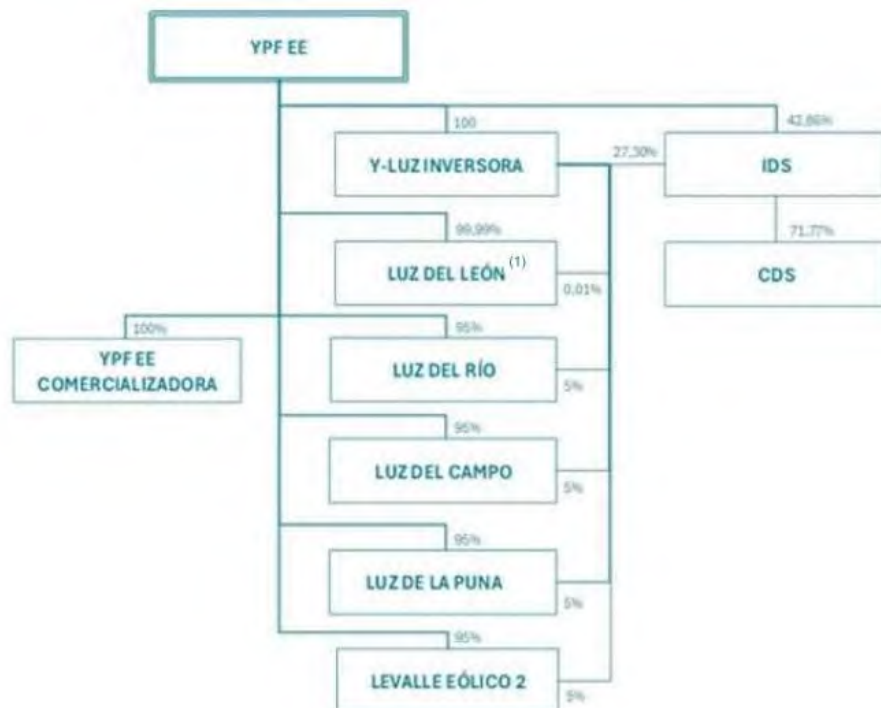 YPF EE
100
42,86%
Y-LUZ INVERSORA
27,30%
IDS
99,99%
71,77%
LUZ DEL LEÓN (1)
0,01%
CDS
100%
95%
YPF EE
COMERCIALIZADORA
LUZ DEL RÍO
5%
95%
LUZ DEL CAMPO
5%
95%
LUZ DE LA PUNA
5%
95%
LEVALLE EÓLICO 2
5%